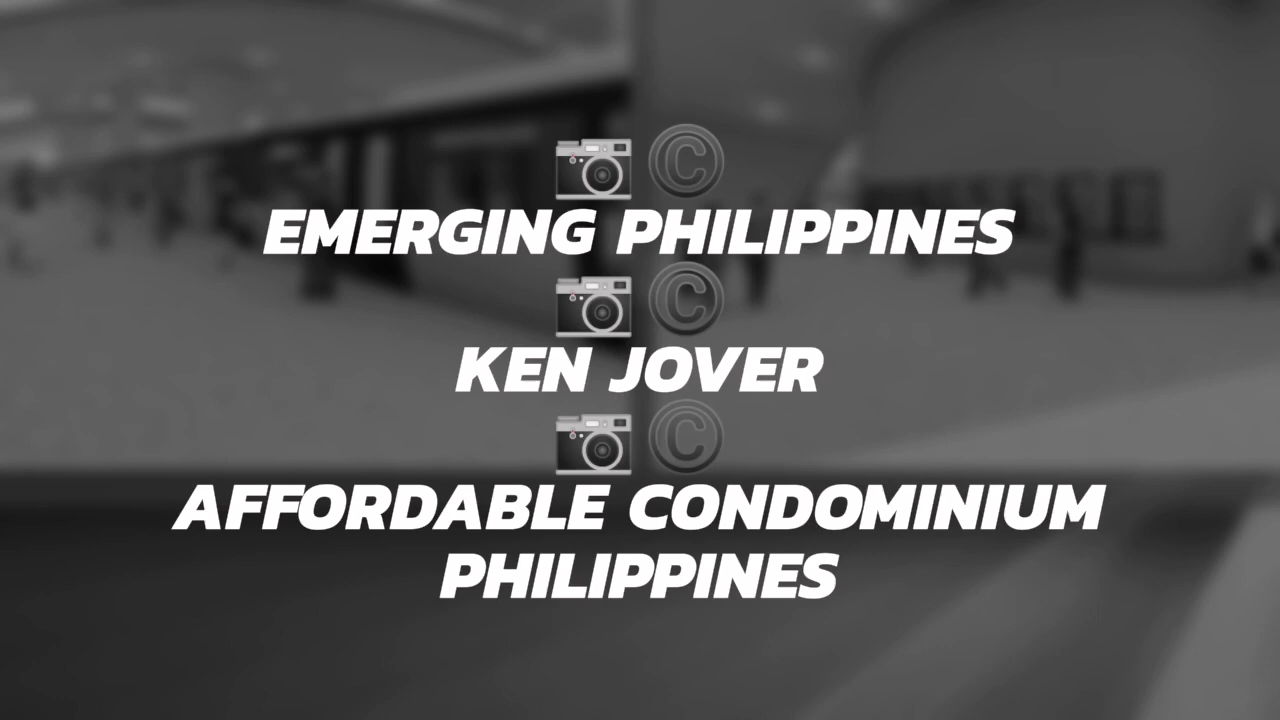 📷 ©
EMERGING PHILIPPINES
📷 ©
KEN JOVER
📷 ©
AFFORDABLE CONDOMINIUM
PHILIPPINES